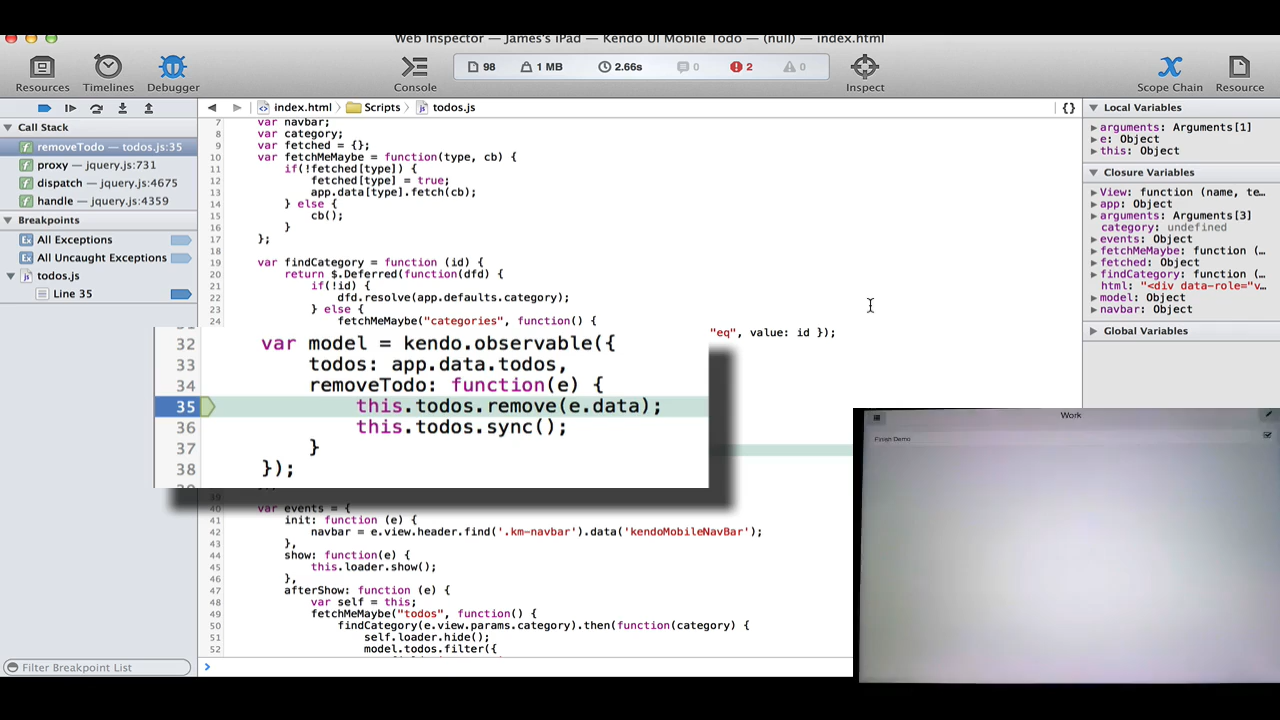 Web Inspector — James's iPad — Kendo UI Mobile Todo — (null) — index.html
Resources Timelines Debugger Console 98 1 MB 2.66s 0 2 0 Inspect Scope Chain Resource
index.html Scripts todos.js {}
Call Stack
removeTodo — todos.js:35
proxy — jquery.js:731
dispatch — jquery.js:4675
handle — jquery.js:4359
Breakpoints
All Exceptions
All Uncaught Exceptions
todos.js
Line 35
Filter Breakpoint List
7 var navbar;
8 var category;
9 var fetched = {};
10 var fetchMeMaybe = function(type, cb) {
11 if(!fetched[type]) {
12 fetched[type] = true;
13 app.data[type].fetch(cb);
14 } else {
15 cb();
16 }
17 };
18
19 var findCategory = function (id) {
20 return $.Deferred(function(dfd) {
21 if(!id) {
22 dfd.resolve(app.defaults.category);
23 } else {
24 fetchMeMaybe("categories", function() {
"eq", value: id });
32 var model = kendo.observable({
33 todos: app.data.todos,
34 removeTodo: function(e) {
35 this.todos.remove(e.data);
36 this.todos.sync();
37 }
38 });
39
40 var events = {
41 init: function (e) {
42 navbar = e.view.header.find('.km-navbar').data('kendoMobileNavBar');
43 },
44 show: function(e) {
45 this.loader.show();
46 },
47 afterShow: function (e) {
48 var self = this;
49 fetchMeMaybe("todos", function() {
50 findCategory(e.view.params.category).then(function(category) {
51 self.loader.hide();
52 model.todos.filter({
>
Local Variables
arguments: Arguments[1]
e: Object
this: Object
Closure Variables
View: function (name, te…
app: Object
arguments: Arguments[3]
category: undefined
events: Object
fetchMeMaybe: function (…
fetched: Object
findCategory: function (…
html: "<div data-role="v…
model: Object
navbar: Object
Global Variables
Work
Finish Demo